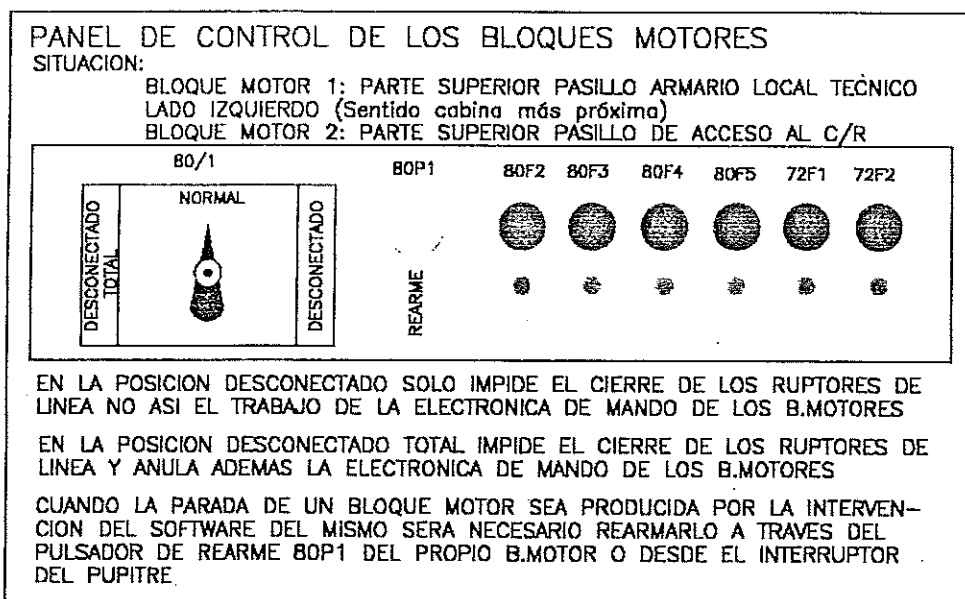 PANEL DE CONTROL DE LOS BLOQUES MOTORES
SITUACION:
BLOQUE MOTOR 1: PARTE SUPERIOR PASILLO ARMARIO LOCAL TECNICO
LADO IZQUIERDO (Sentido cabina más próxima)
BLOQUE MOTOR 2: PARTE SUPERIOR PASILLO DE ACCESO AL C/R
80/1
80P1
80F2 80F3 80F4 80F5 72F1 72F2
DESCONECTADO
TOTAL
NORMAL
DESCONECTADO
REARME
EN LA POSICION DESCONECTADO SOLO IMPIDE EL CIERRE DE LOS RUPTORES DE
LINEA NO ASI EL TRABAJO DE LA ELECTRONICA DE MANDO DE LOS B.MOTORES
EN LA POSICION DESCONECTADO TOTAL IMPIDE EL CIERRE DE LOS RUPTORES DE
LINEA Y ANULA ADEMAS LA ELECTRONICA DE MANDO DE LOS B.MOTORES
CUANDO LA PARADA DE UN BLOQUE MOTOR SEA PRODUCIDA POR LA INTERVEN-
CION DEL SOFTWARE DEL MISMO SERA NECESARIO REARMARLO A TRAVES DEL
PULSADOR DE REARME 80P1 DEL PROPIO B.MOTOR O DESDE EL INTERRUPTOR
DEL PUPITRE